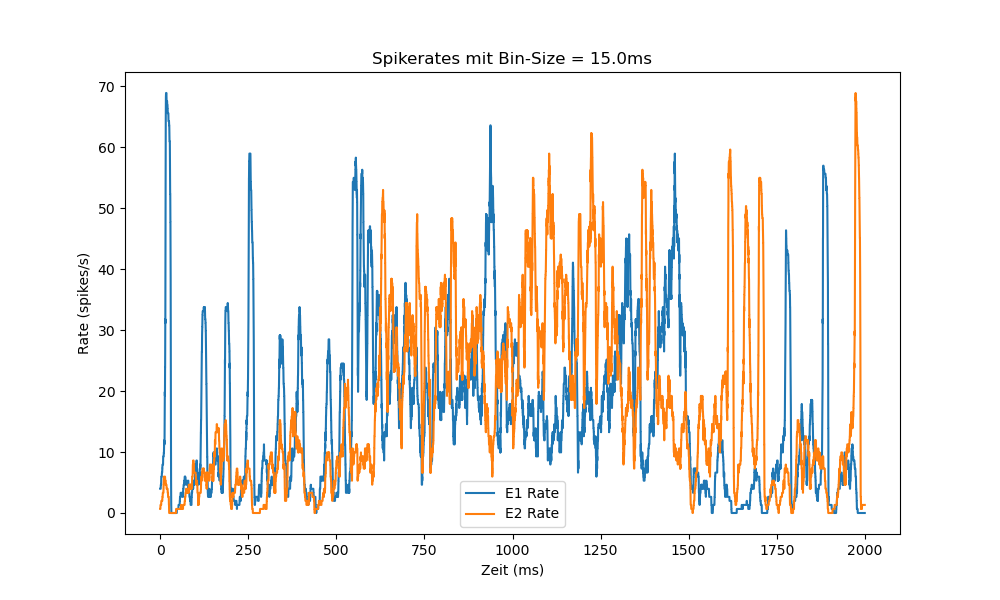 Spikerates mit Bin-Size = 15.0ms
70
60
50
40
30
20
10
0
Rate (spikes/s)
E1 Rate
E2 Rate
0 250 500 750 1000 1250 1500 1750 2000
Zeit (ms)